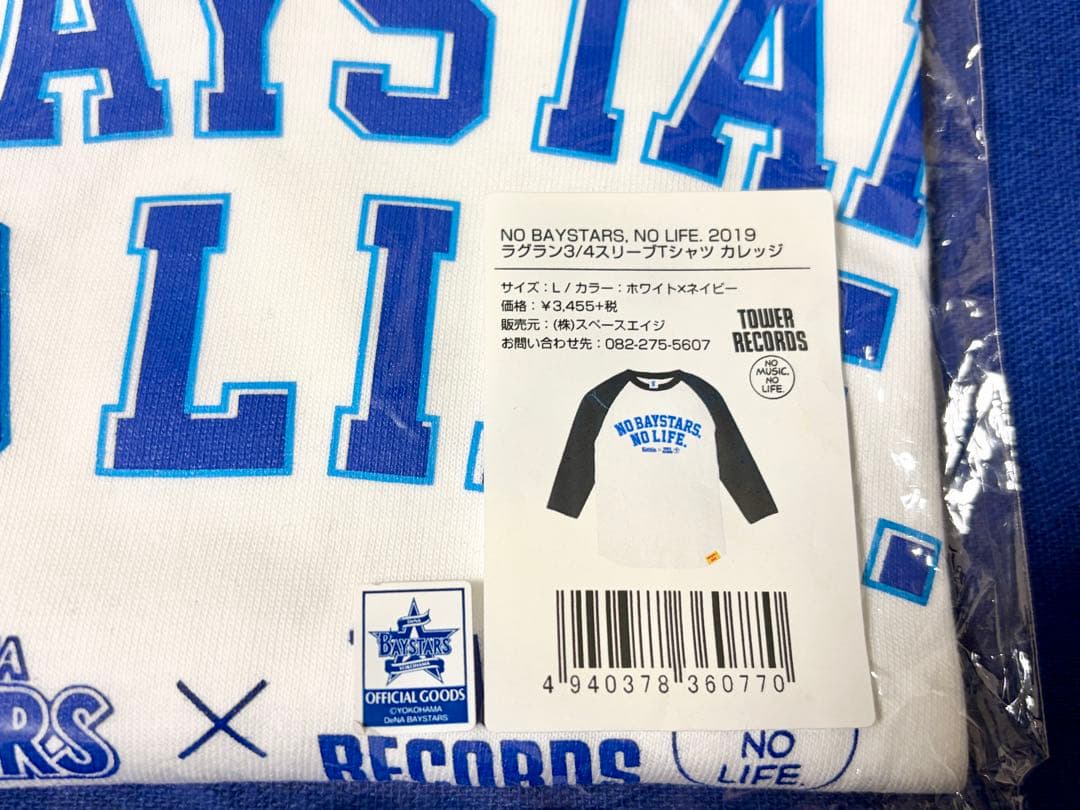 AYSTA
LI
NO BAYSTARS, NO LIFE. 2019
ラグラン3/4スリーブTシャツ カレッジ
サイズ：L / カラー：ホワイト×ネイビー
価格：¥3,455+税
販売元：(株)スペースエイジ
お問い合わせ先：082-275-5607
TOWER
RECORDS
NO
MUSIC.
NO
LIFE.
NO BAYSTARS.
NO LIFE.
4 940378 360770
DeNA
BAYSTARS
YOKOHAMA
OFFICIAL GOODS
©YOKOHAMA
DeNA BAYSTARS
ARS
×
RECORDS
NO
LIFE.